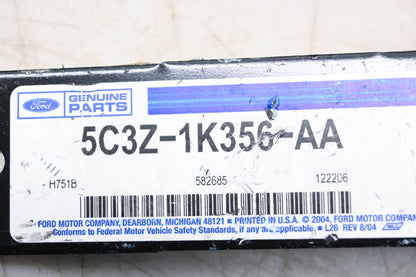 Ford
GENUINE
PARTS
5C3Z-1K356-AA
H751B 582685 122206
FORD MOTOR COMPANY, DEARBORN, MICHIGAN 48121 ■ PRINTED IN U.S.A. © 2004, FORD MOTOR COMPANY
Conforms to Federal Motor Vehicle Safety Standards, if any are applicable. ■ L26 REV 8/04